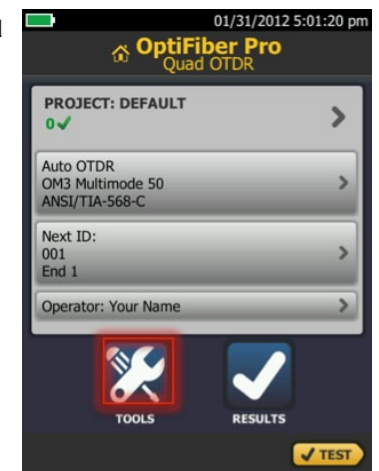 01/31/2012 5:01:20 pm
OptiFiber Pro
Quad OTDR
PROJECT: DEFAULT
0✓
Auto OTDR
OM3 Multimode 50
ANSI/TIA-568-C
Next ID:
001
End 1
Operator: Your Name
TOOLS RESULTS
TEST